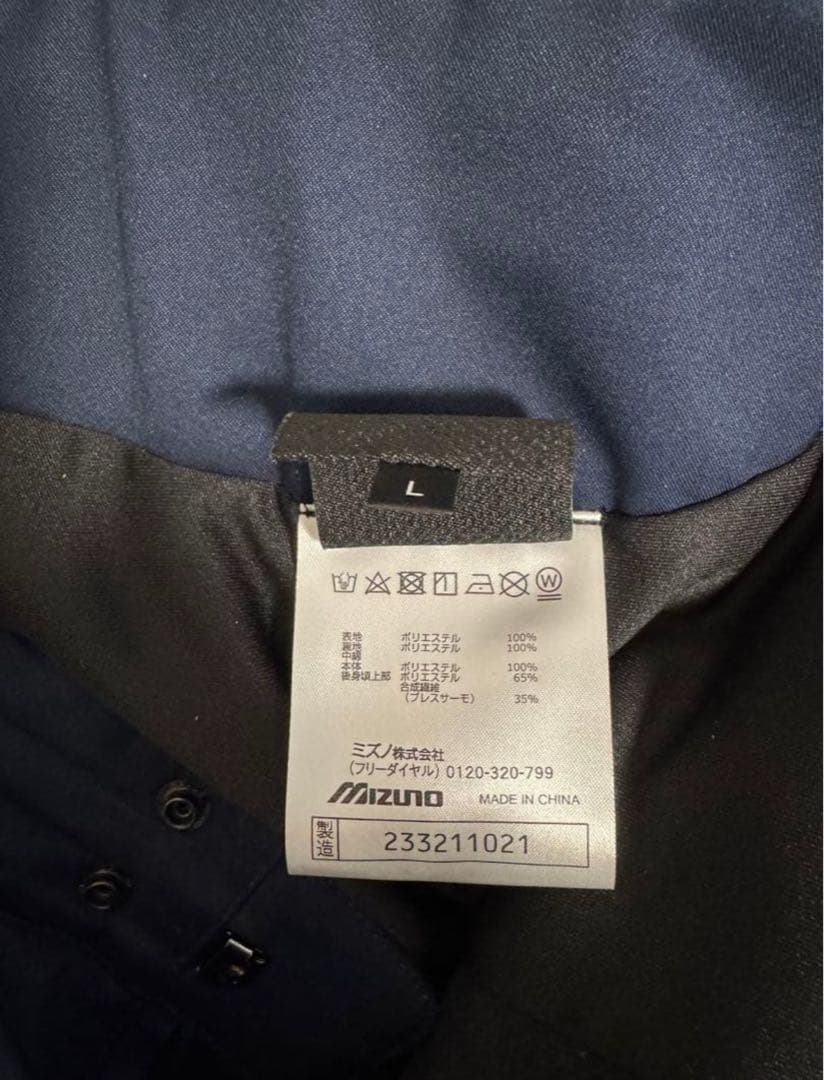 L
W
表地 ポリエステル 100%
裏地 ポリエステル 100%
中綿
本体 ポリエステル 100%
後身頃上部 ポリエステル 65%
合成繊維
(ブレスサーモ) 35%
ミズノ株式会社
(フリーダイヤル) 0120-320-799
MIZUNO MADE IN CHINA
製造 233211021